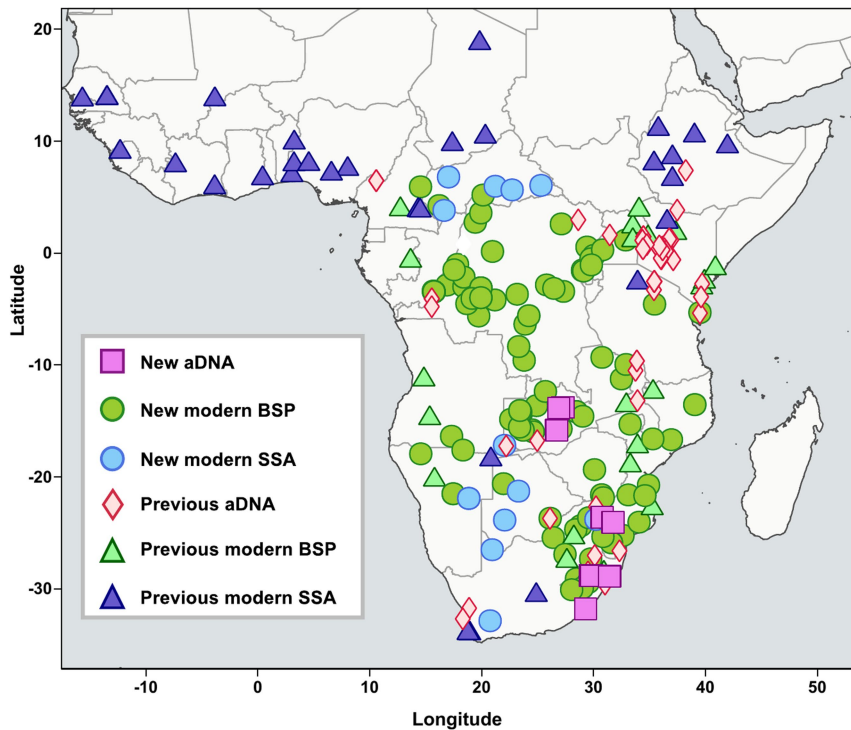 20
10
0
-10
-20
-30
Latitude
New aDNA
New modern BSP
New modern SSA
Previous aDNA
Previous modern BSP
Previous modern SSA
-10 0 10 20 30 40 50
Longitude